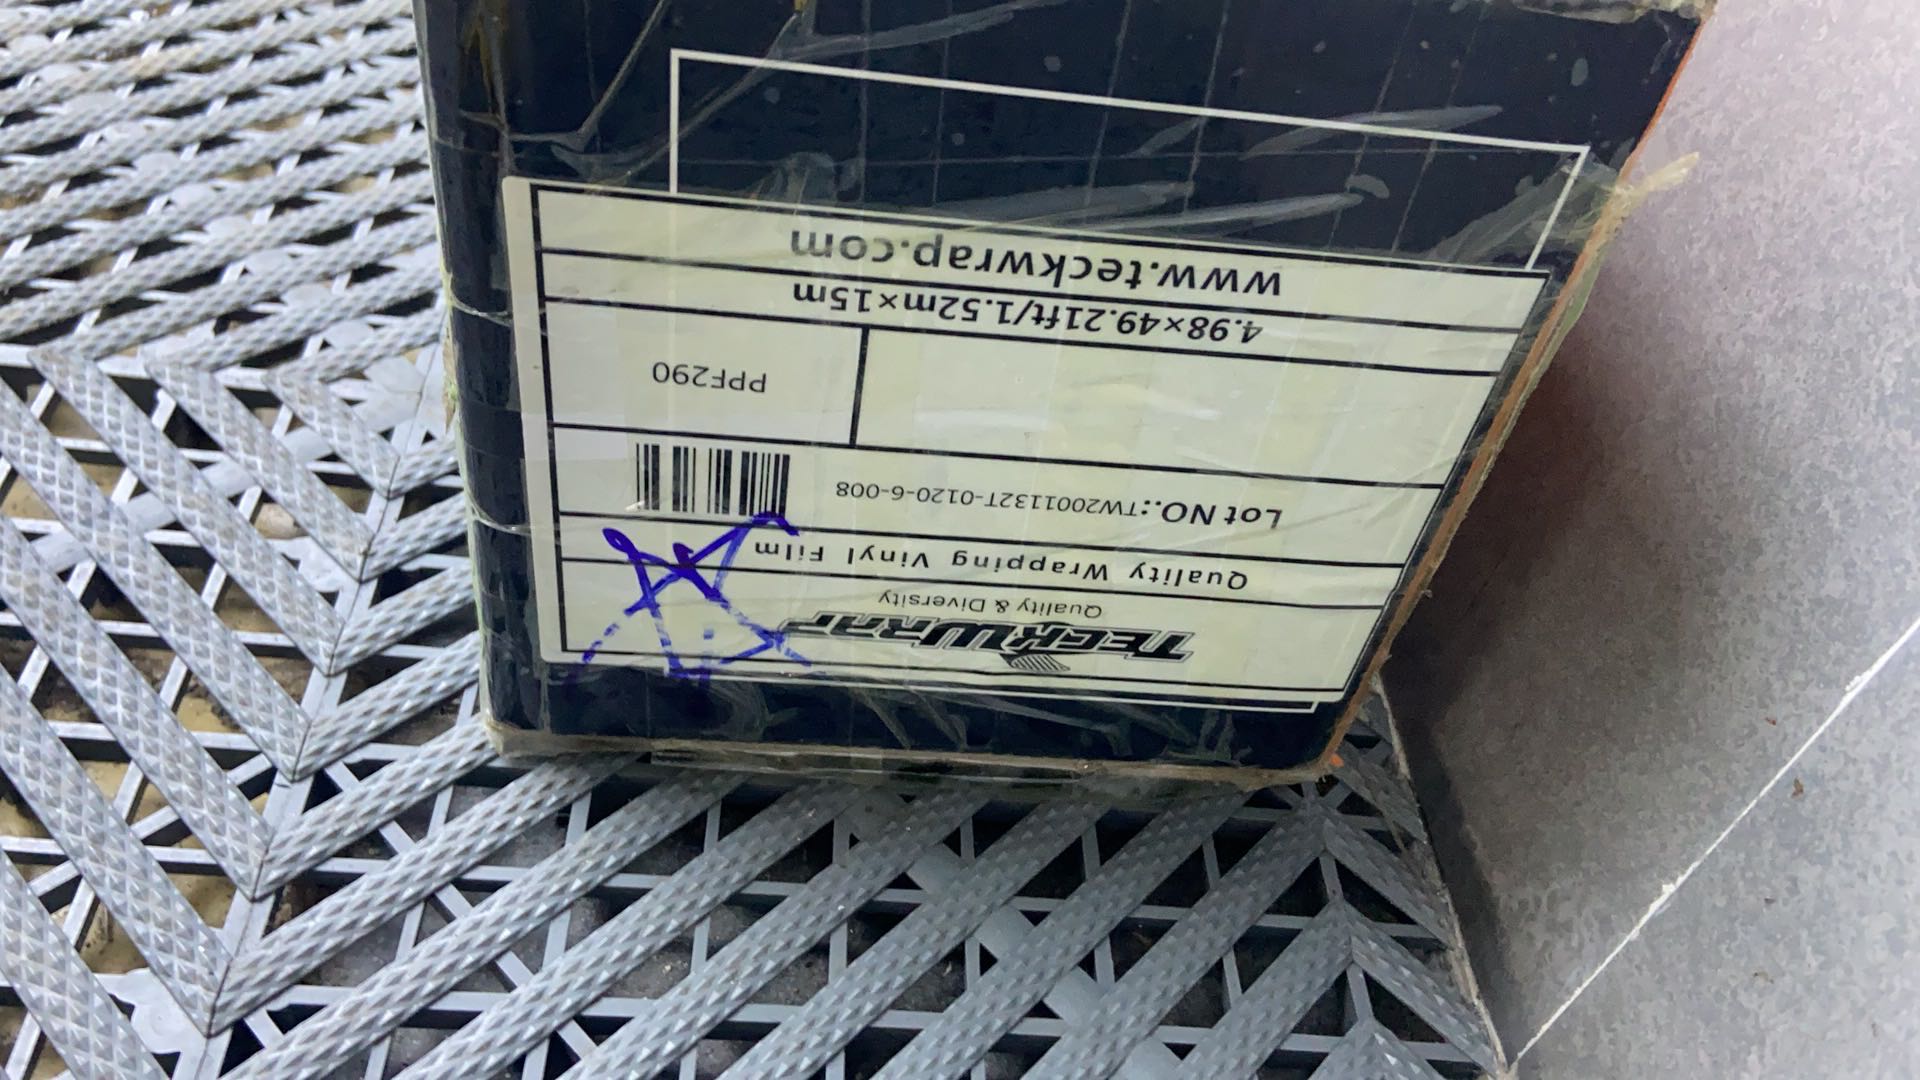 TECKWRAP
Quality & Diversity
Quality Wrapping Vinyl Film
Lot NO.: TW2001132T-0120-6-008
PPF290
4.98×49.21ft/1.52m×15m
www.teckwrap.com